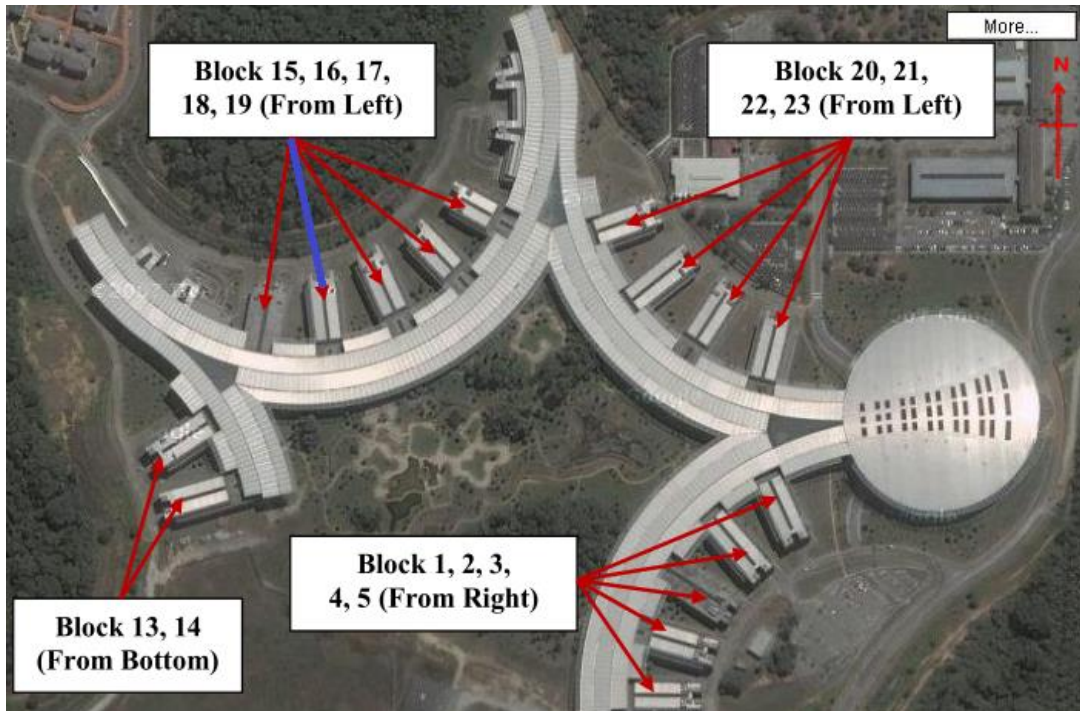 More...
Block 15, 16, 17,
18, 19 (From Left)
Block 20, 21,
22, 23 (From Left)
N
Block 1, 2, 3,
4, 5 (From Right)
Block 13, 14
(From Bottom)